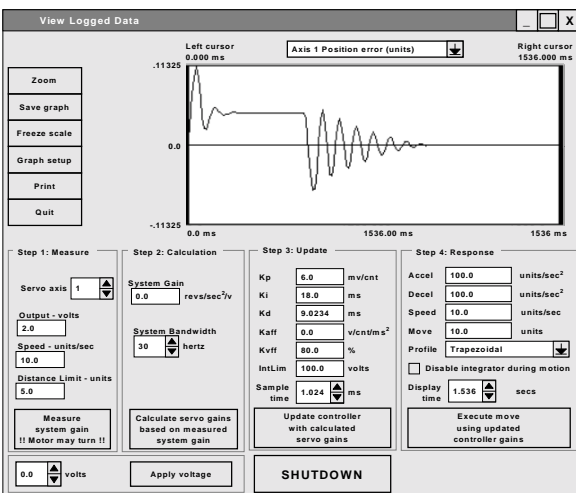 View Logged Data
_ X
Left cursor
0.000 ms
Axis 1 Position error (units)
Right cursor
1536.000 ms
.11325
0.0
-.11325
0.0 ms
1536.00 ms
1536 ms
Zoom
Save graph
Freeze scale
Graph setup
Print
Quit
Step 1: Measure
Servo axis 1
Output - volts
2.0
Speed - units/sec
10.0
Distance Limit - units
5.0
Measure
system gain
!! Motor may turn !!
Step 2: Calculation
System Gain
0.0 revs/sec²/v
System Bandwidth
30 hertz
Calculate servo gains
based on measured
system gain
Step 3: Update
Kp 6.0 mv/cnt
Ki 18.0 ms
Kd 9.0234 ms
Kaff 0.0 v/cnt/ms²
Kvff 80.0 %
IntLim 100.0 volts
Sample
time 1.024 ms
Update controller
with calculated
servo gains
Step 4: Response
Accel 100.0 units/sec²
Decel 100.0 units/sec²
Speed 10.0 units/sec
Move 10.0 units
Profile Trapezoidal
Disable integrator during motion
Display
time 1.536 secs
Execute move
using updated
controller gains
0.0 volts
Apply voltage
SHUTDOWN